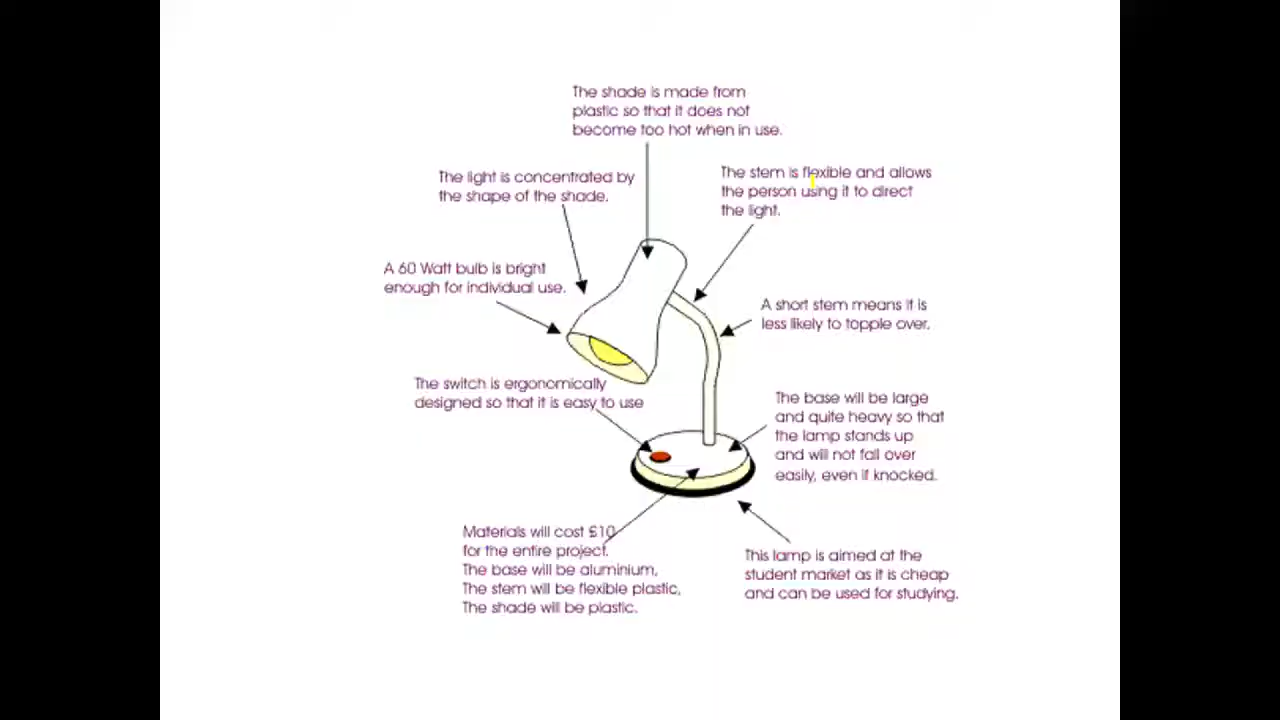 The shade is made from
plastic so that it does not
become too hot when in use.
The light is concentrated by
the shape of the shade.
The stem is flexible and allows
the person using it to direct
the light.
A 60 Watt bulb is bright
enough for individual use.
A short stem means it is
less likely to topple over.
The switch is ergonomically
designed so that it is easy to use
The base will be large
and quite heavy so that
the lamp stands up
and will not fall over
easily, even if knocked.
Materials will cost £10
for the entire project.
The base will be aluminium,
The stem will be flexible plastic,
The shade will be plastic.
This lamp is aimed at the
student market as it is cheap
and can be used for studying.